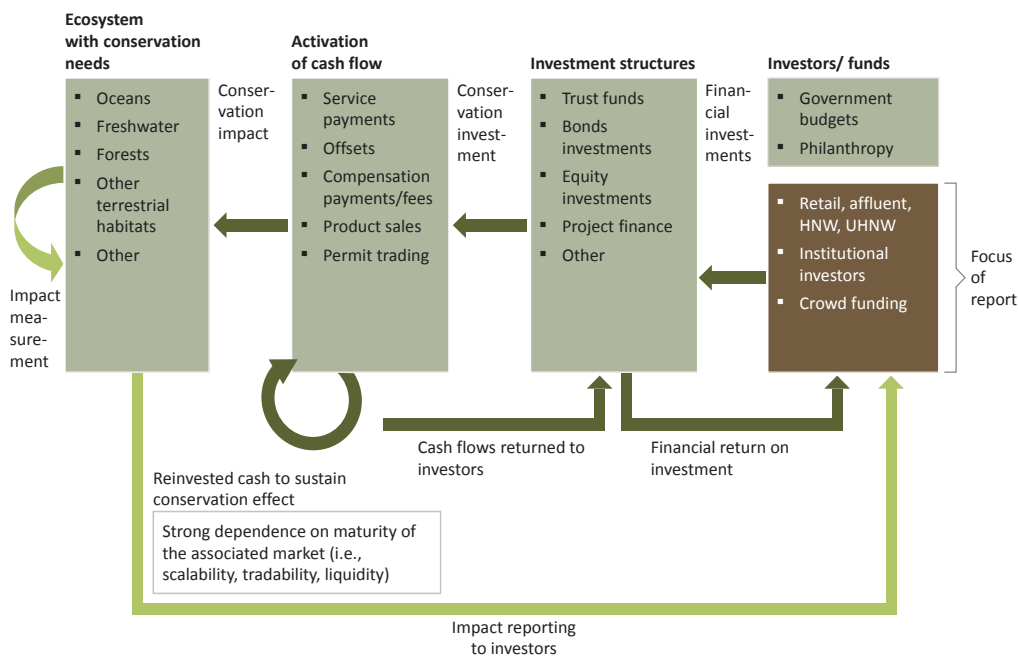 Ecosystem
with conservation
needs
Oceans
Freshwater
Forests
Other
terrestrial
habitats
Other
Conser-
vation
impact
Activation
of cash flow
Service
payments
Offsets
Compensation
payments/fees
Product sales
Permit trading
Conser-
vation
invest-
ment
Investment structures
Trust funds
Bonds
investments
Equity
investments
Project finance
Other
Finan-
cial
invest-
ments
Investors/ funds
Government
budgets
Philanthropy
Retail, affluent,
HNW, UHNW
Institutional
investors
Crowd funding
Focus
of
report
Impact
mea-
sure-
ment
Cash flows returned to
investors
Financial return on
investment
Reinvested cash to sustain
conservation effect
Strong dependence on maturity of
the associated market (i.e.,
scalability, tradability, liquidity)
Impact reporting
to investors